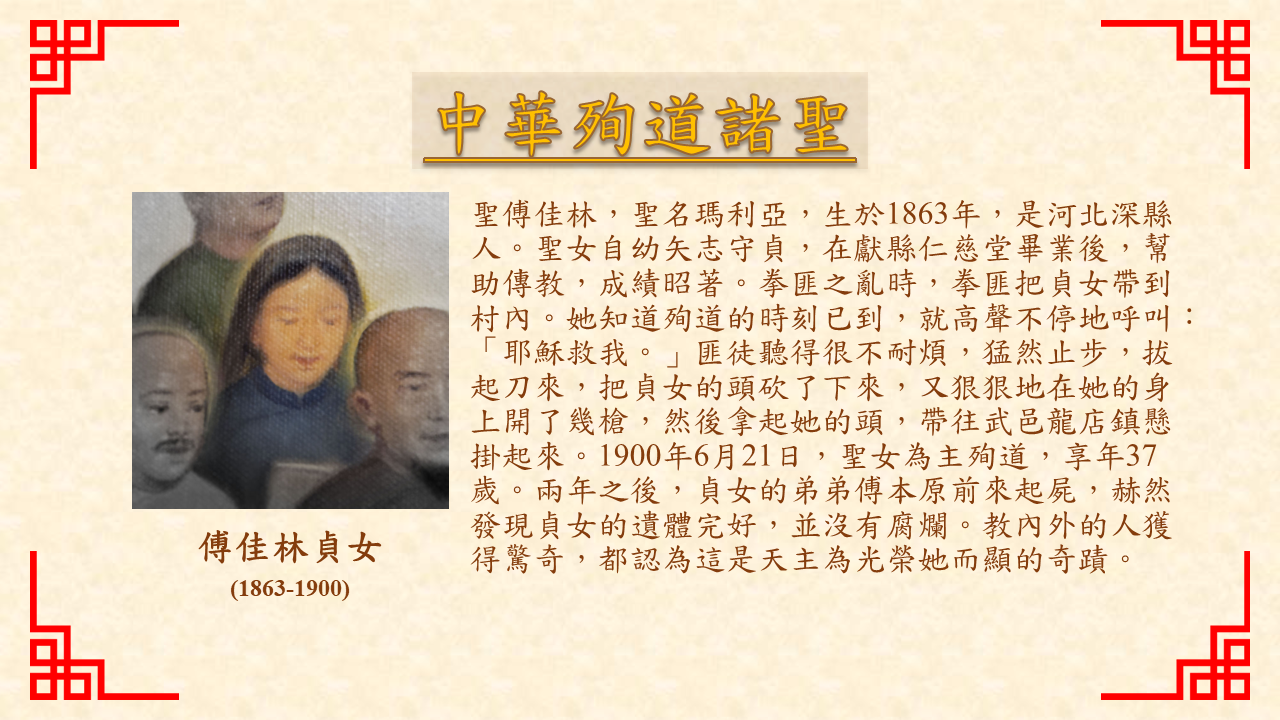 中華殉道諸聖
聖傅佳林，聖名瑪利亞，生於1863年，是河北深縣
人。聖女自幼矢志守貞，在獻縣仁慈堂畢業後，幫
助傳教，成績昭著。拳匪之亂時，拳匪把貞女帶到
村內。她知道殉道的時刻已到，就高聲不停地呼叫：
「耶穌救我。」匪徒聽得很不耐煩，猛然止步，拔
起刀來，把貞女的頭砍了下來，又狠狠地在她的身
上開了幾槍，然後拿起她的頭，帶往武邑龍店鎮懸
掛起來。1900年6月21日，聖女為主殉道，享年37
歲。兩年之後，貞女的弟弟傅本原前來起屍，赫然
發現貞女的遺體完好，並沒有腐爛。教內外的人獲
得驚奇，都認為這是天主為光榮她而顯的奇蹟。
傅佳林貞女
(1863-1900)